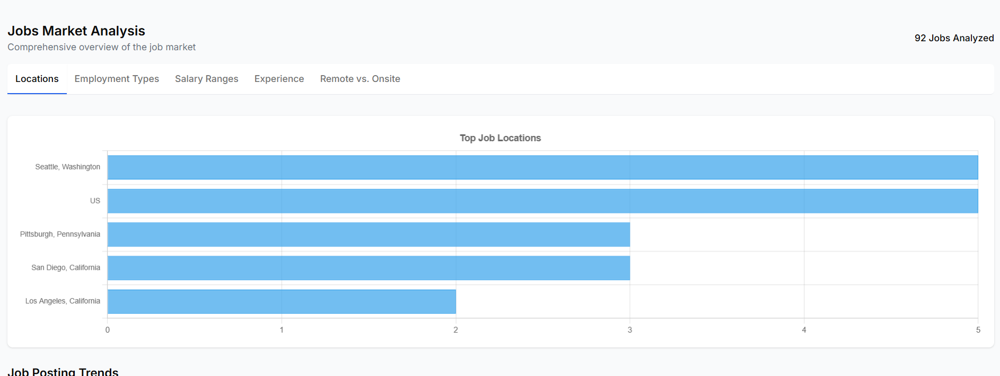 Jobs Market Analysis
Comprehensive overview of the job market
92 Jobs Analyzed
Locations
Employment Types
Salary Ranges
Experience
Remote vs. Onsite
Top Job Locations
Seattle, Washington
US
Pittsburgh, Pennsylvania
San Diego, California
Los Angeles, California
0 1 2 3 4 5
Job Posting Trends